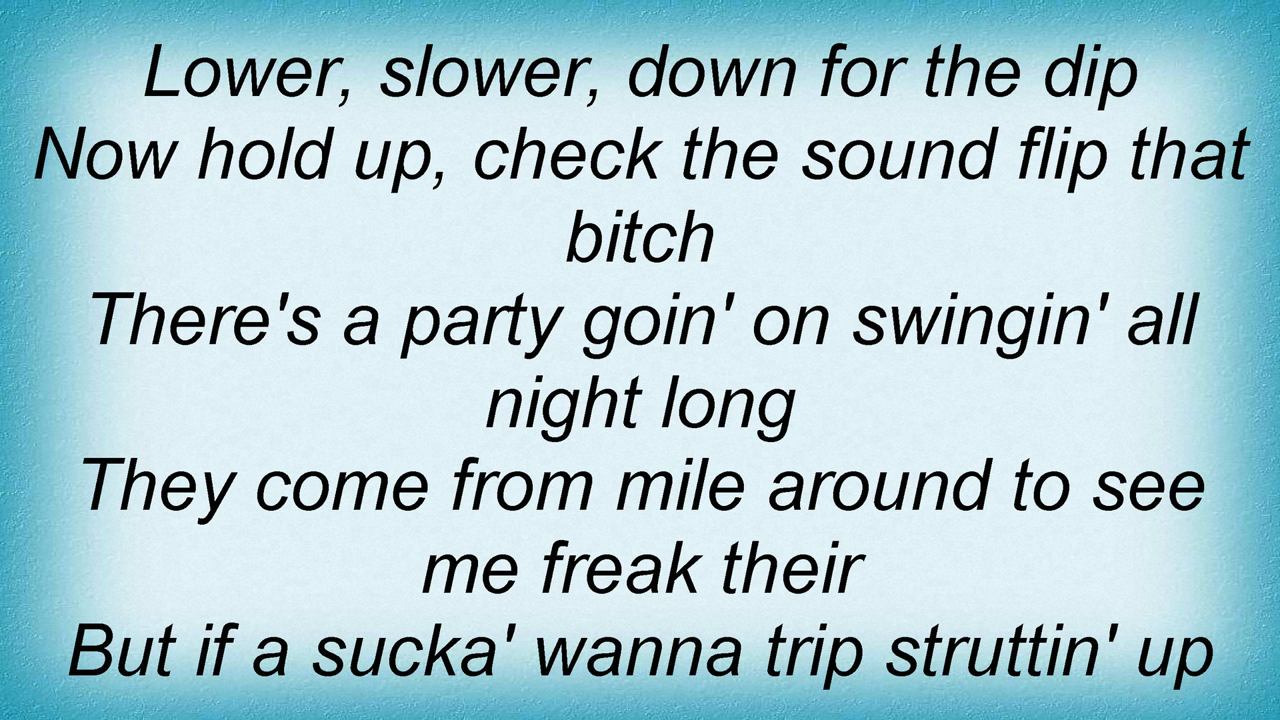 Lower, slower, down for the dip
Now hold up, check the sound flip that
bitch
There's a party goin' on swingin' all
night long
They come from mile around to see
me freak their
But if a sucka' wanna trip struttin' up